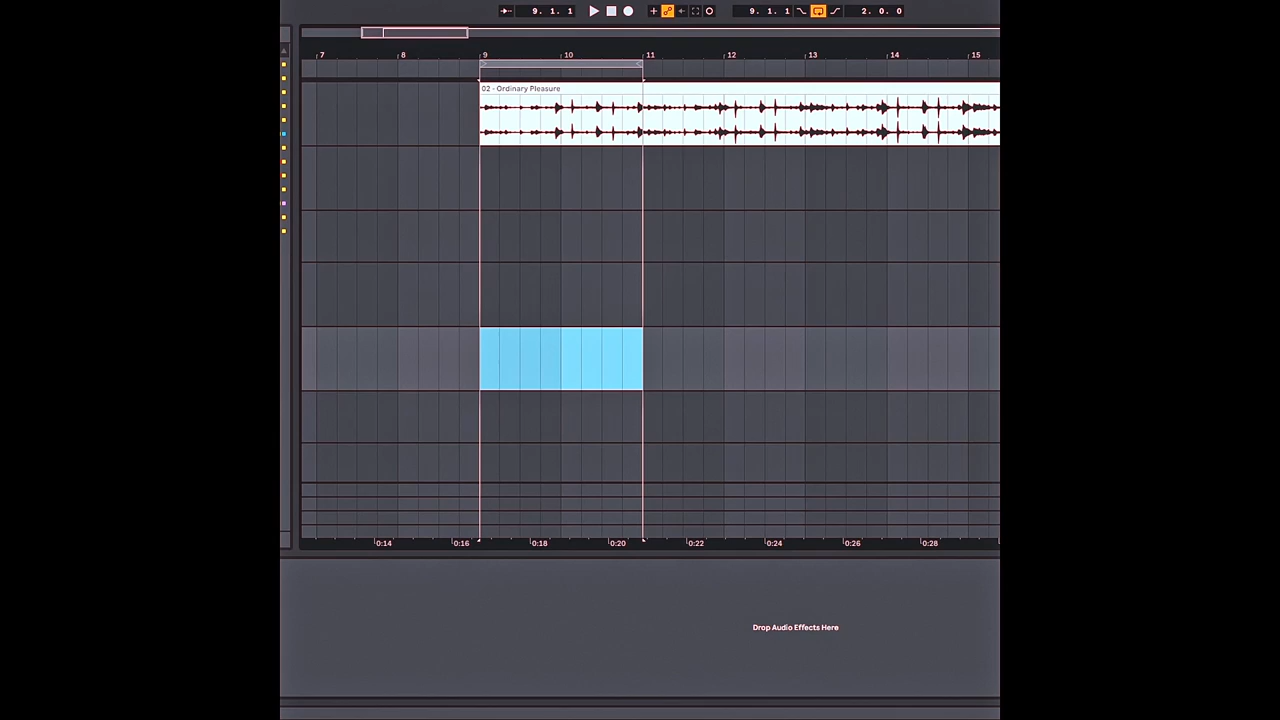 9. 1. 1 9. 1. 1 2. 0. 0
7 8 9 10 11 12 13 14 15
02 - Ordinary Pleasure
0:14 0:16 0:18 0:20 0:22 0:24 0:26 0:28
Drop Audio Effects Here